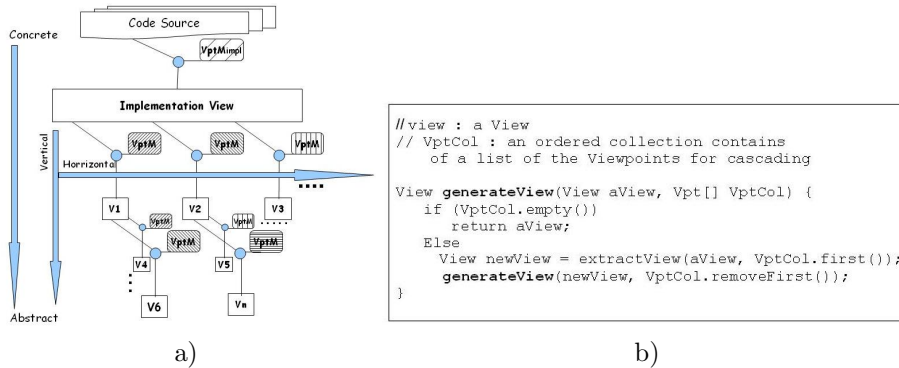 Code Source
Concrete
VptMimpl
Implementation View
Vertical
VptM
VptM
VptM
Horrizontal
....
V1
V2
V3
VptM
VptM
......
VptM
VptM
V4
V5
V6
Vn
Abstract
a)
//view : a View
// VptCol : an ordered collection contains
of a list of the Viewpoints for cascading
View generateView(View aView, Vpt[] VptCol) {
if (VptCol.empty())
return aView;
Else
View newView = extractView(aView, VptCol.first());
generateView(newView, VptCol.removeFirst());
}
b)